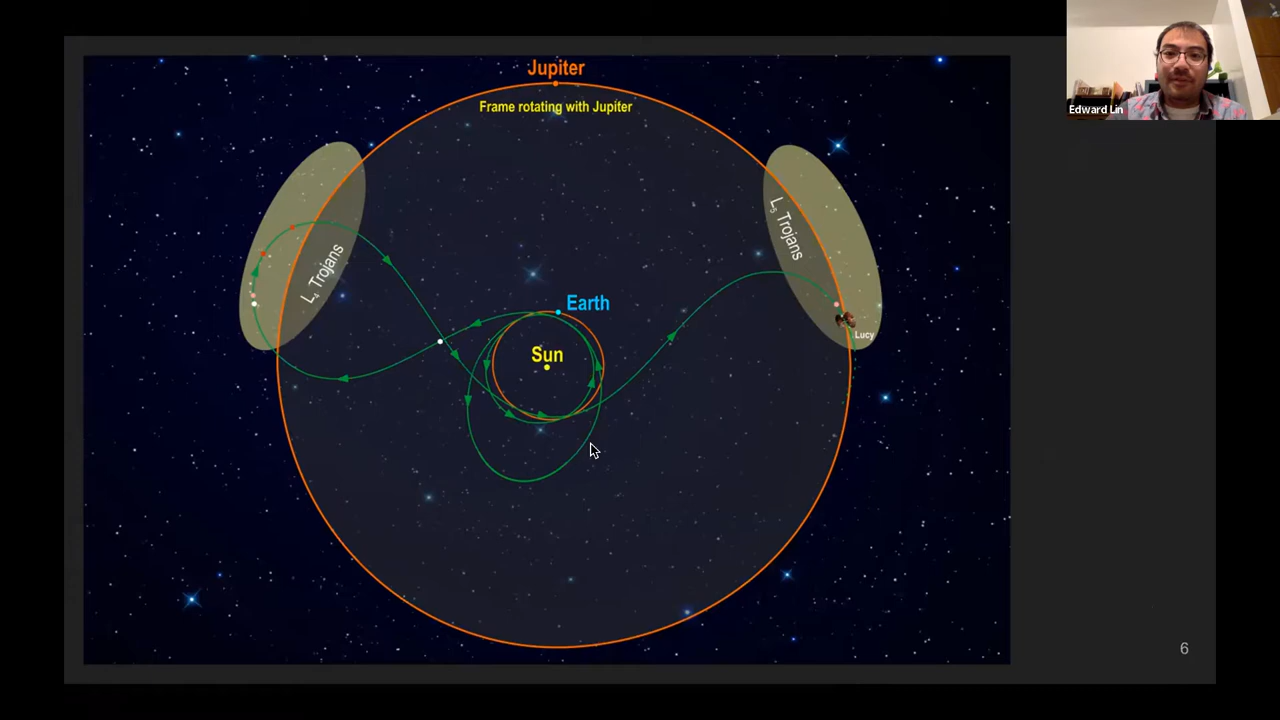 Jupiter
Frame rotating with Jupiter
Edward Lin
L4 Trojans
L5 Trojans
Earth
Sun
Lucy
6